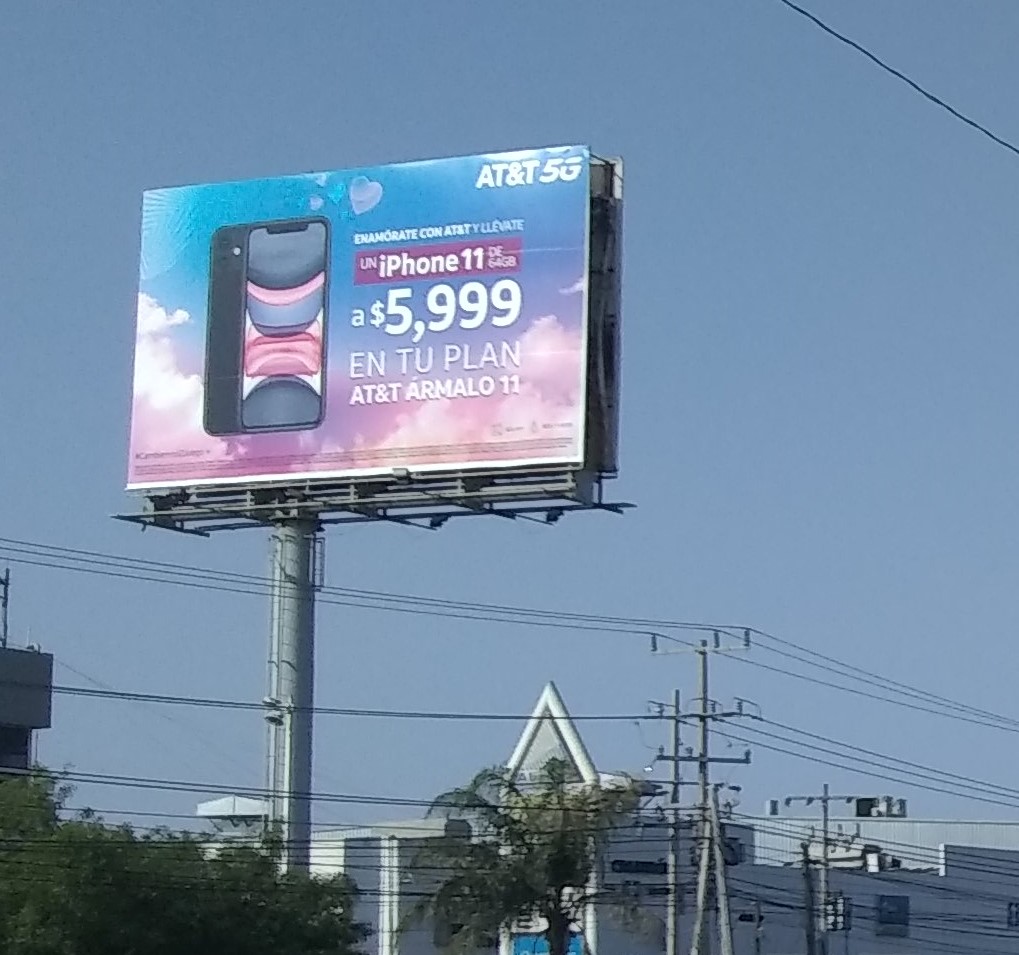 AT&T 5G
ENAMÓRATE CON AT&T Y LLÉVATE
UN iPhone 11 DE 64GB
a $5,999
EN TU PLAN
AT&T ÁRMALO 11